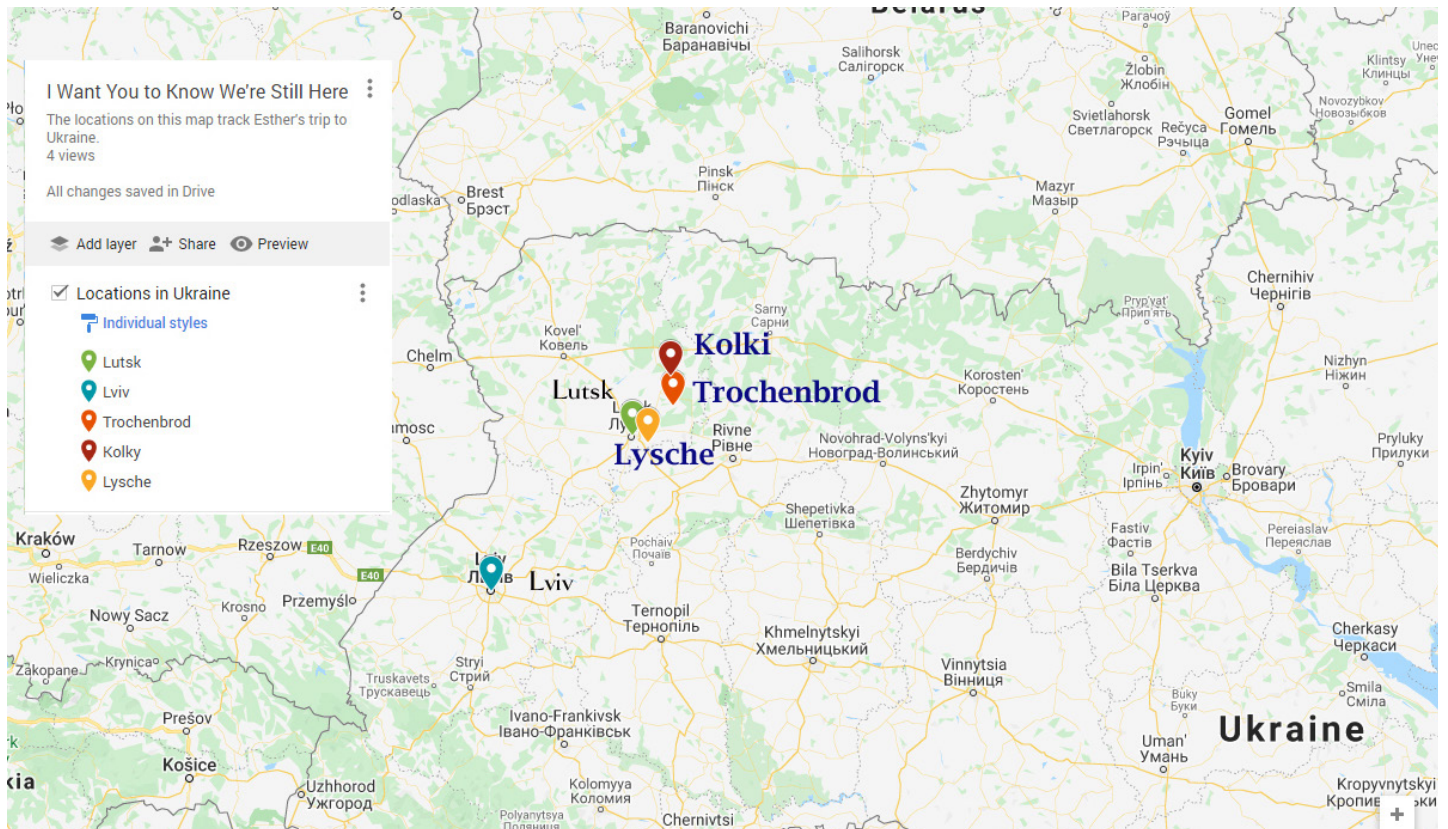 I Want You to Know We're Still Here
The locations on this map track Esther's trip to
Ukraine.
4 views
All changes saved in Drive
Add layer
Share
Preview
Locations in Ukraine
Individual styles
Lutsk
Lviv
Trochenbrod
Kolky
Lysche
Baranovichi
Баранавічы
Salihorsk
Салігорск
Žlobin
Жлобін
Klintsy
Клинцы
Novozybkov
Новозыбков
Svietlahorsk
Светлагорск
Rečyca
Рэчыца
Gomel
Гомель
Pinsk
Пінск
Brest
Брэст
Mazyr
Мазыр
Chernihiv
Чернігів
Sarny
Сарни
Pryp'yat'
Прип'ять
Kovel'
Ковель
Kolki
Chelm
Nizhyn
Ніжин
Korosten'
Коростень
Lutsk
Trochenbrod
Rivne
Рівне
Novohrad-Volyns'kyi
Новоград-Волинський
Lysche
Pryluky
Прилуки
Kyiv
Київ
Irpin'
Ірпінь
Brovary
Бровари
Zhytomyr
Житомир
Shepetivka
Шепетівка
Fastiv
Фастів
Pereiaslav
Переяслав
Kraków
Tarnow
Rzeszow
E40
Wieliczka
E40
Pochaiv
Почаїв
Berdychiv
Бердичів
Bila Tserkva
Біла Церква
Lviv
Krosno
Przemyśl
Nowy Sacz
Ternopil
Тернопіль
Khmelnytskyi
Хмельницький
Cherkasy
Черкаси
Zakopane
Krynica
Stryi
Стрий
Truskavets
Трускавець
Vinnytsia
Вінниця
Buky
Буки
Smila
Сміла
Prešov
Ivano-Frankivsk
Івано-Франківськ
Ukraine
Uman'
Умань
Košice
Uzhhorod
Ужгород
Kolomyya
Коломия
Kropyvnytskyi
Polyanytsya
Chernivtsi